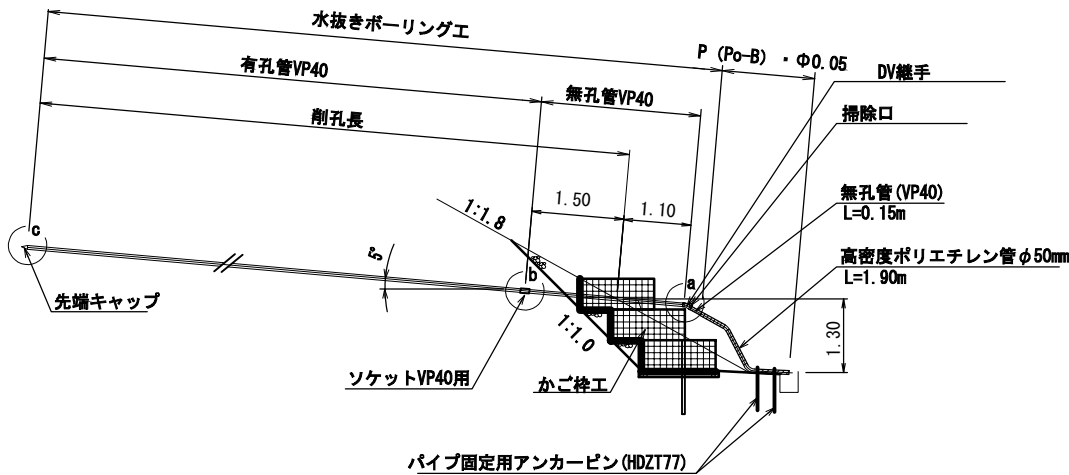 水抜きボーリング工
P (Po-B) ・Φ0.05
DV継手
有孔管VP40
無孔管VP40
掃除口
削孔長
無孔管(VP40)
L=0.15m
1.50
1.10
1:1.8
高密度ポリエチレン管φ50mm
L=1.90m
c
5°
b
a
先端キャップ
1:1.0
1.30
ソケットVP40用
かご枠工
パイプ固定用アンカーピン(HDZT77)